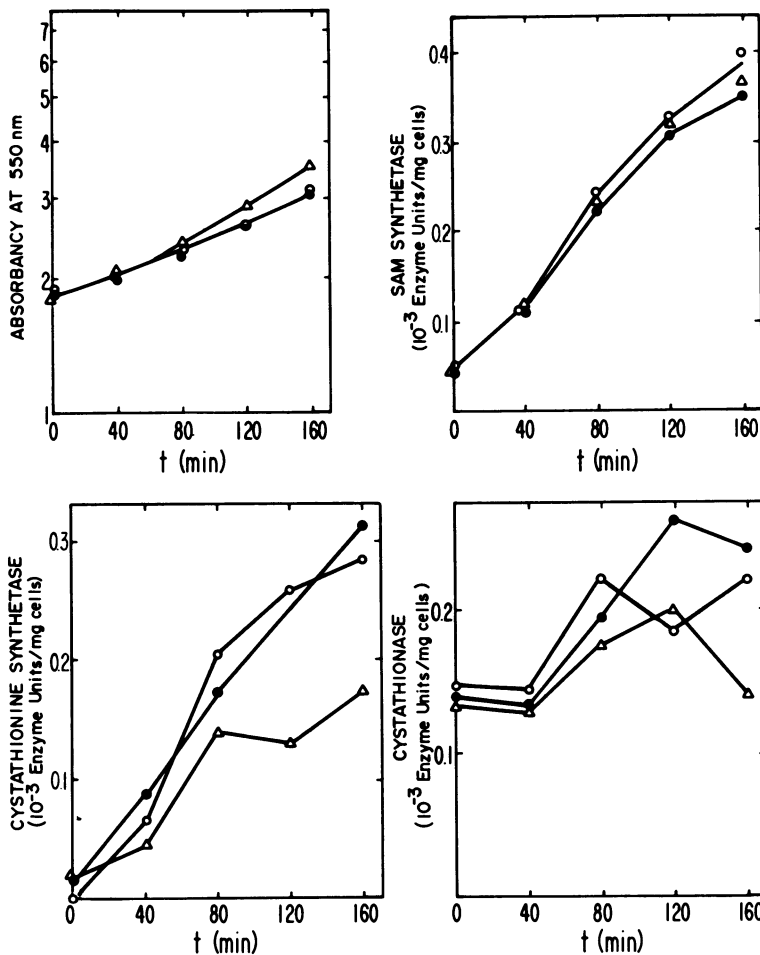 ABSORBANCY AT 550 nm
7
6
5
4
3
2
1
0 40 80 120 160
t (min)
SAM SYNTHETASE
(10⁻³ Enzyme Units/mg cells)
0.4
0.3
0.2
0.1
0 40 80 120 160
t (min)
CYSTATHIONINE SYNTHETASE
(10⁻³ Enzyme Units/mg cells)
0.3
0.2
0.1
0 40 80 120 160
t (min)
CYSTATHIONASE
(10⁻³ Enzyme Units/mg cells)
0.2
0.1
0 40 80 120 160
t (min)